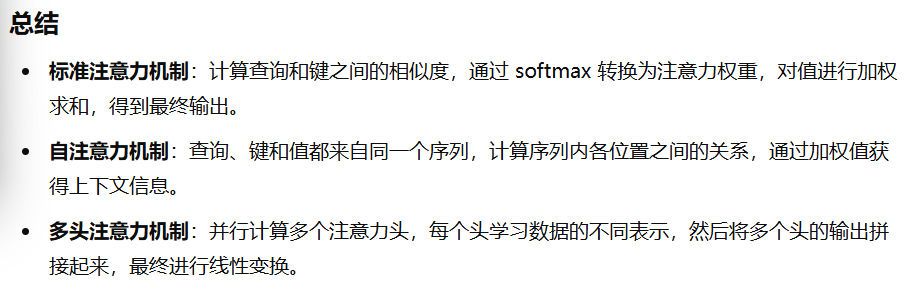 总结
标准注意力机制：计算查询和键之间的相似度，通过 softmax 转换为注意力权重，对值进行加权
求和，得到最终输出。
自注意力机制：查询、键和值都来自同一个序列，计算序列内各位置之间的关系，通过加权值获
得上下文信息。
多头注意力机制：并行计算多个注意力头，每个头学习数据的不同表示，然后将多个头的输出拼
接起来，最终进行线性变换。